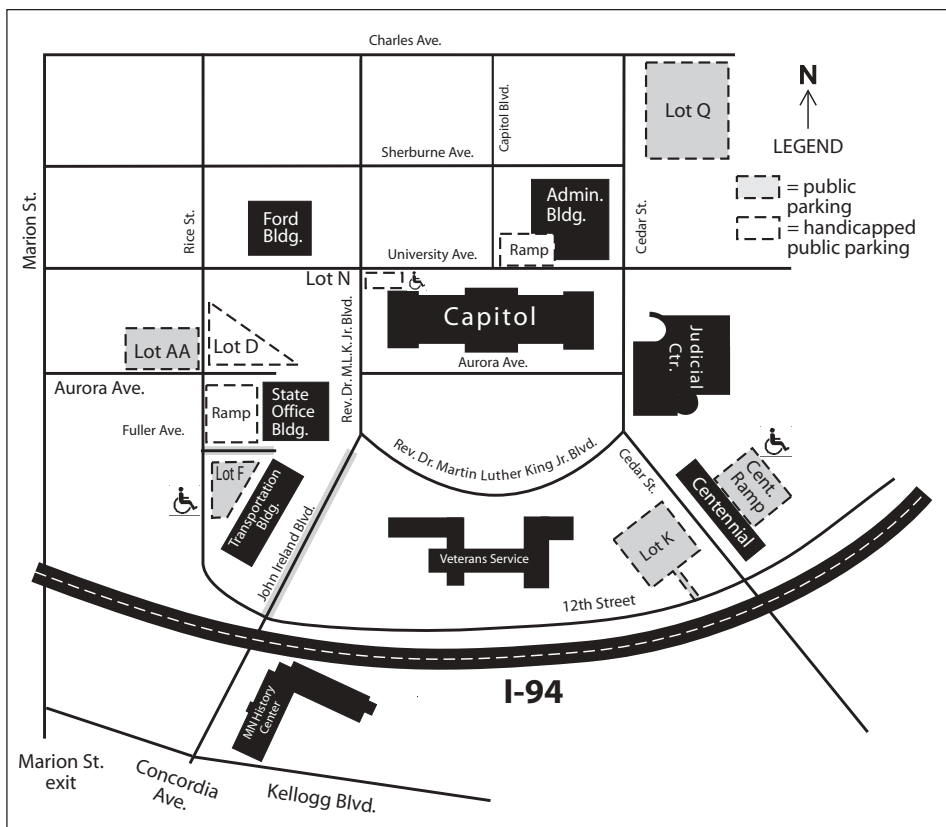 Charles Ave.
N
Capitol Blvd.
Lot Q
Sherburne Ave.
LEGEND
= public
parking
= handicapped
public parking
Marion St.
Rice St.
Ford
Bldg.
Admin.
Bldg.
Ramp
Cedar St.
University Ave.
Lot N
Rev. Dr. M.L.K. Jr. Blvd.
Capitol
Lot AA
Lot D
Aurora Ave.
Judicial
Ctr.
Aurora Ave.
Ramp
State
Office
Bldg.
Fuller Ave.
Rev. Dr. Martin Luther King Jr. Blvd.
Cedar St.
Lot F
Transportation
Bldg.
John Ireland Blvd.
Centennial
Cent.
Ramp
Veterans Service
Lot K
12th Street
I-94
MN History
Center
Marion St.
exit
Concordia
Ave.
Kellogg Blvd.